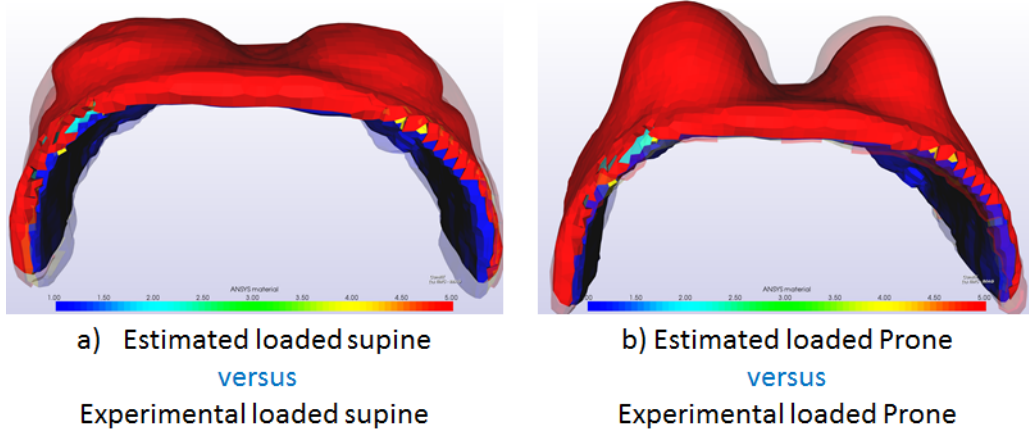 ANSYS material
1.00 1.50 2.00 2.50 3.00 3.50 4.00 4.50 5.00
a) Estimated loaded supine
versus
Experimental loaded supine
ANSYS material
1.00 1.50 2.00 2.50 3.00 3.50 4.00 4.50 5.00
b) Estimated loaded Prone
versus
Experimental loaded Prone